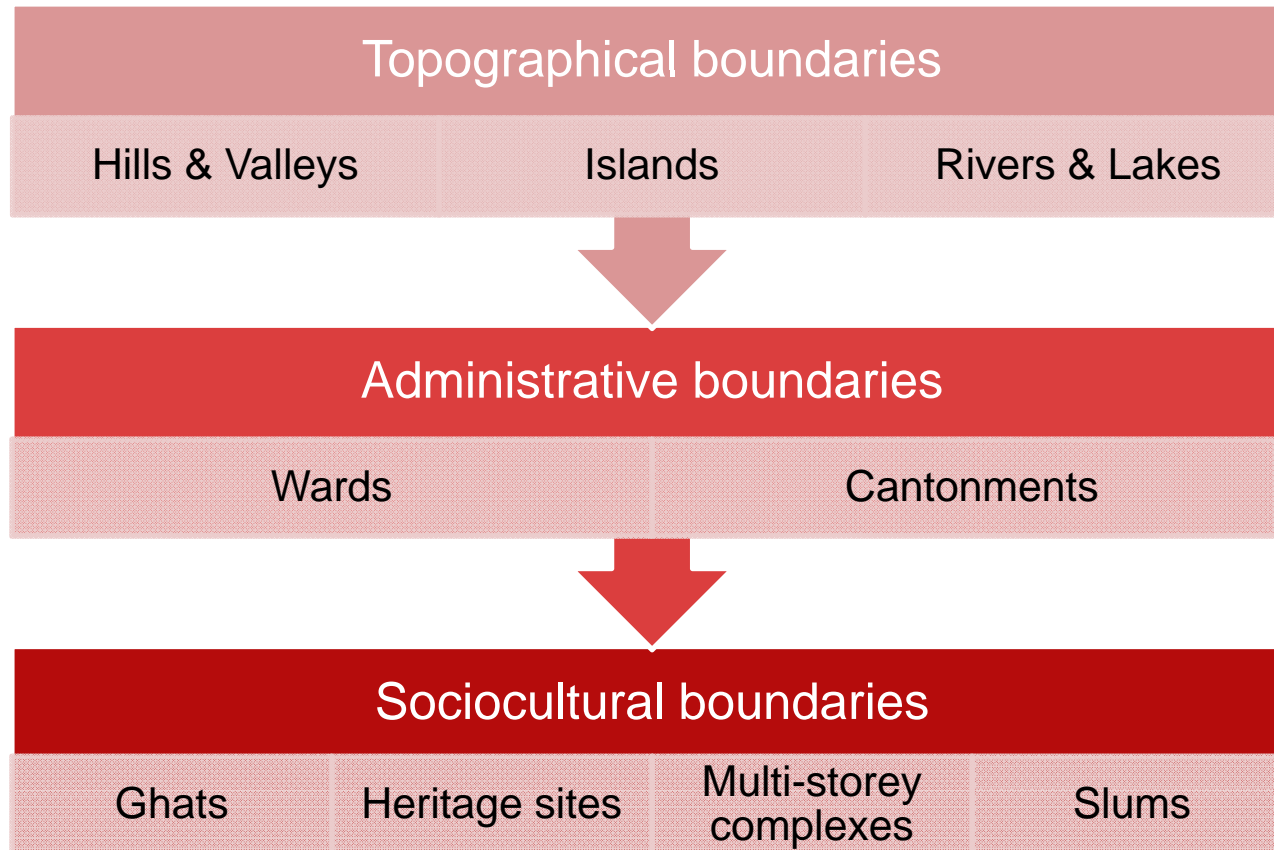 Topographical boundaries
Hills & Valleys
Islands
Rivers & Lakes
Administrative boundaries
Wards
Cantonments
Sociocultural boundaries
Ghats
Heritage sites
Multi-storey
complexes
Slums